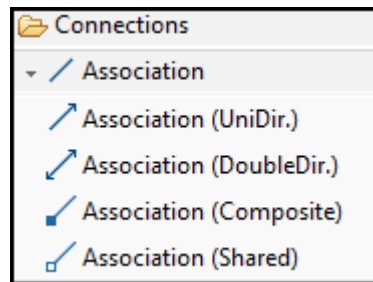 Connections
Association
Association (UniDir.)
Association (DoubleDir.)
Association (Composite)
Association (Shared)